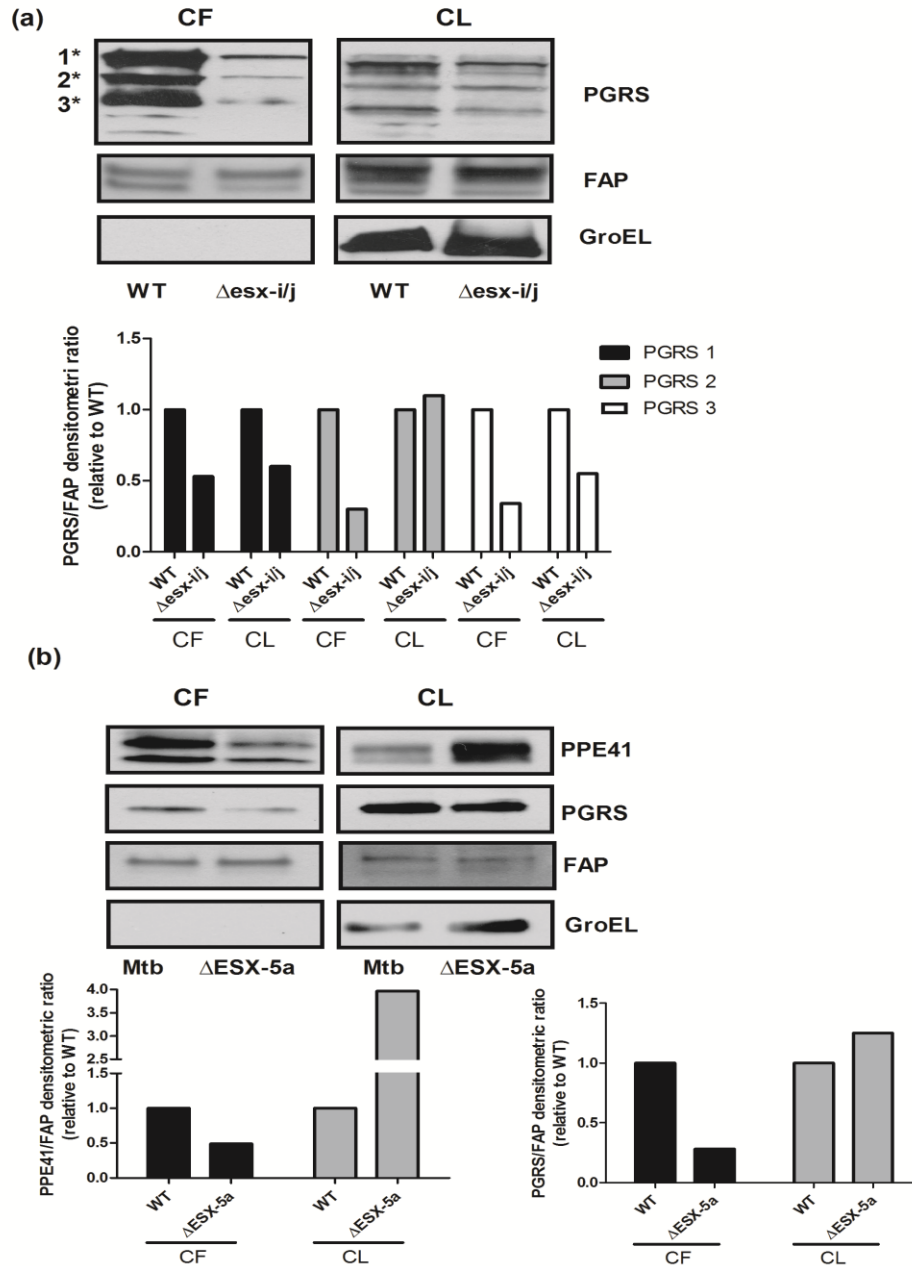 (a)
CF CL
1*
2*
3*
PGRS
FAP
GroEL
WT Δesx-i/j WT Δesx-i/j
PGRS/FAP densitometri ratio
(relative to WT)
1.5
1.0
0.5
0.0
PGRS 1
PGRS 2
PGRS 3
WT Δesx-i/j WT Δesx-i/j WT Δesx-i/j WT Δesx-i/j WT Δesx-i/j WT Δesx-i/j
CF CL CF CL CF CL
(b)
CF CL
PPE41
PGRS
FAP
GroEL
Mtb ΔESX-5a Mtb ΔESX-5a
PPE41/FAP densitometric ratio
(relative to WT)
4.0
3.5
3.0
2.5
1.5
1.0
0.5
0.0
WT ΔESX-5a WT ΔESX-5a
CF CL
PGRS/FAP densitometric ratio
(relative to WT)
1.5
1.0
0.5
0.0
WT ΔESX-5a WT ΔESX-5a
CF CL